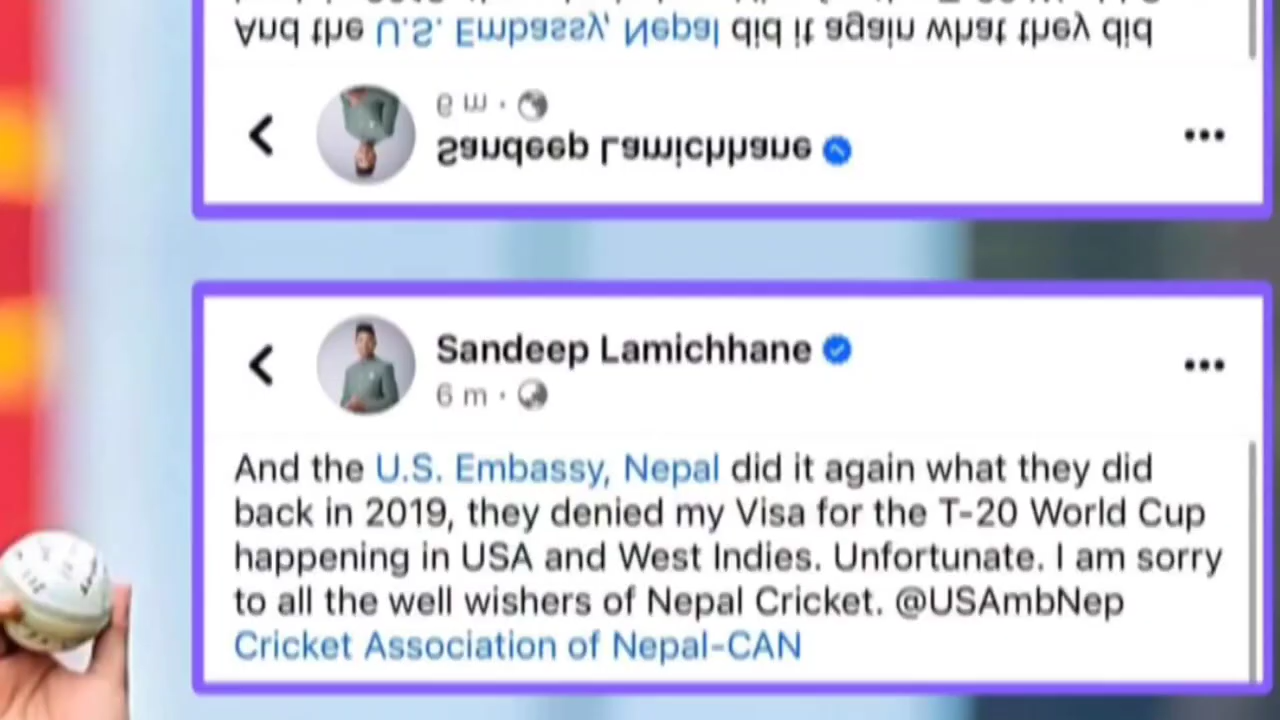 And the U.S. Embassy, Nepal did it again what they did
6 m ·
Sandeep Lamichhane
Sandeep Lamichhane
6 m ·
And the U.S. Embassy, Nepal did it again what they did
back in 2019, they denied my Visa for the T-20 World Cup
happening in USA and West Indies. Unfortunate. I am sorry
to all the well wishers of Nepal Cricket. @USAmbNep
Cricket Association of Nepal-CAN